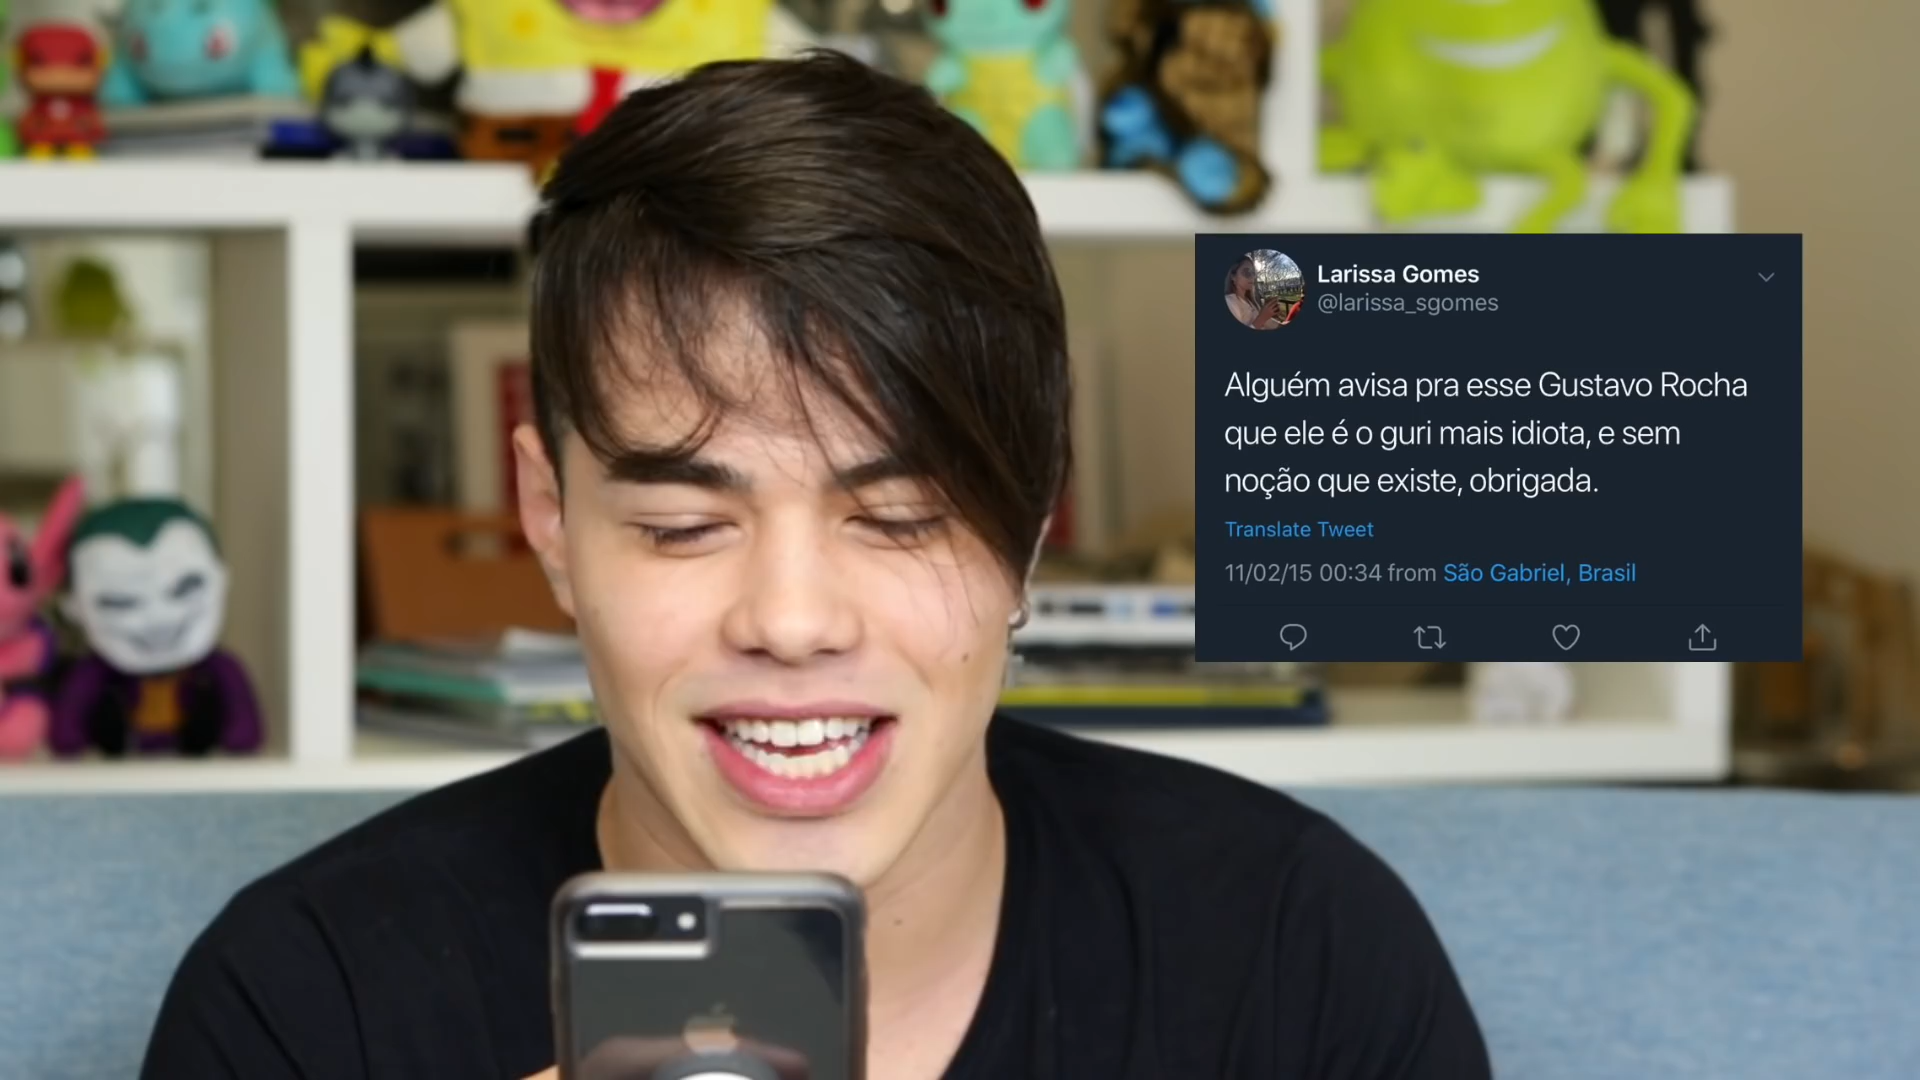 Larissa Gomes
@larissa_sgomes
Alguém avisa pra esse Gustavo Rocha
que ele é o guri mais idiota, e sem
noção que existe, obrigada.
Translate Tweet
11/02/15 00:34 from São Gabriel, Brasil